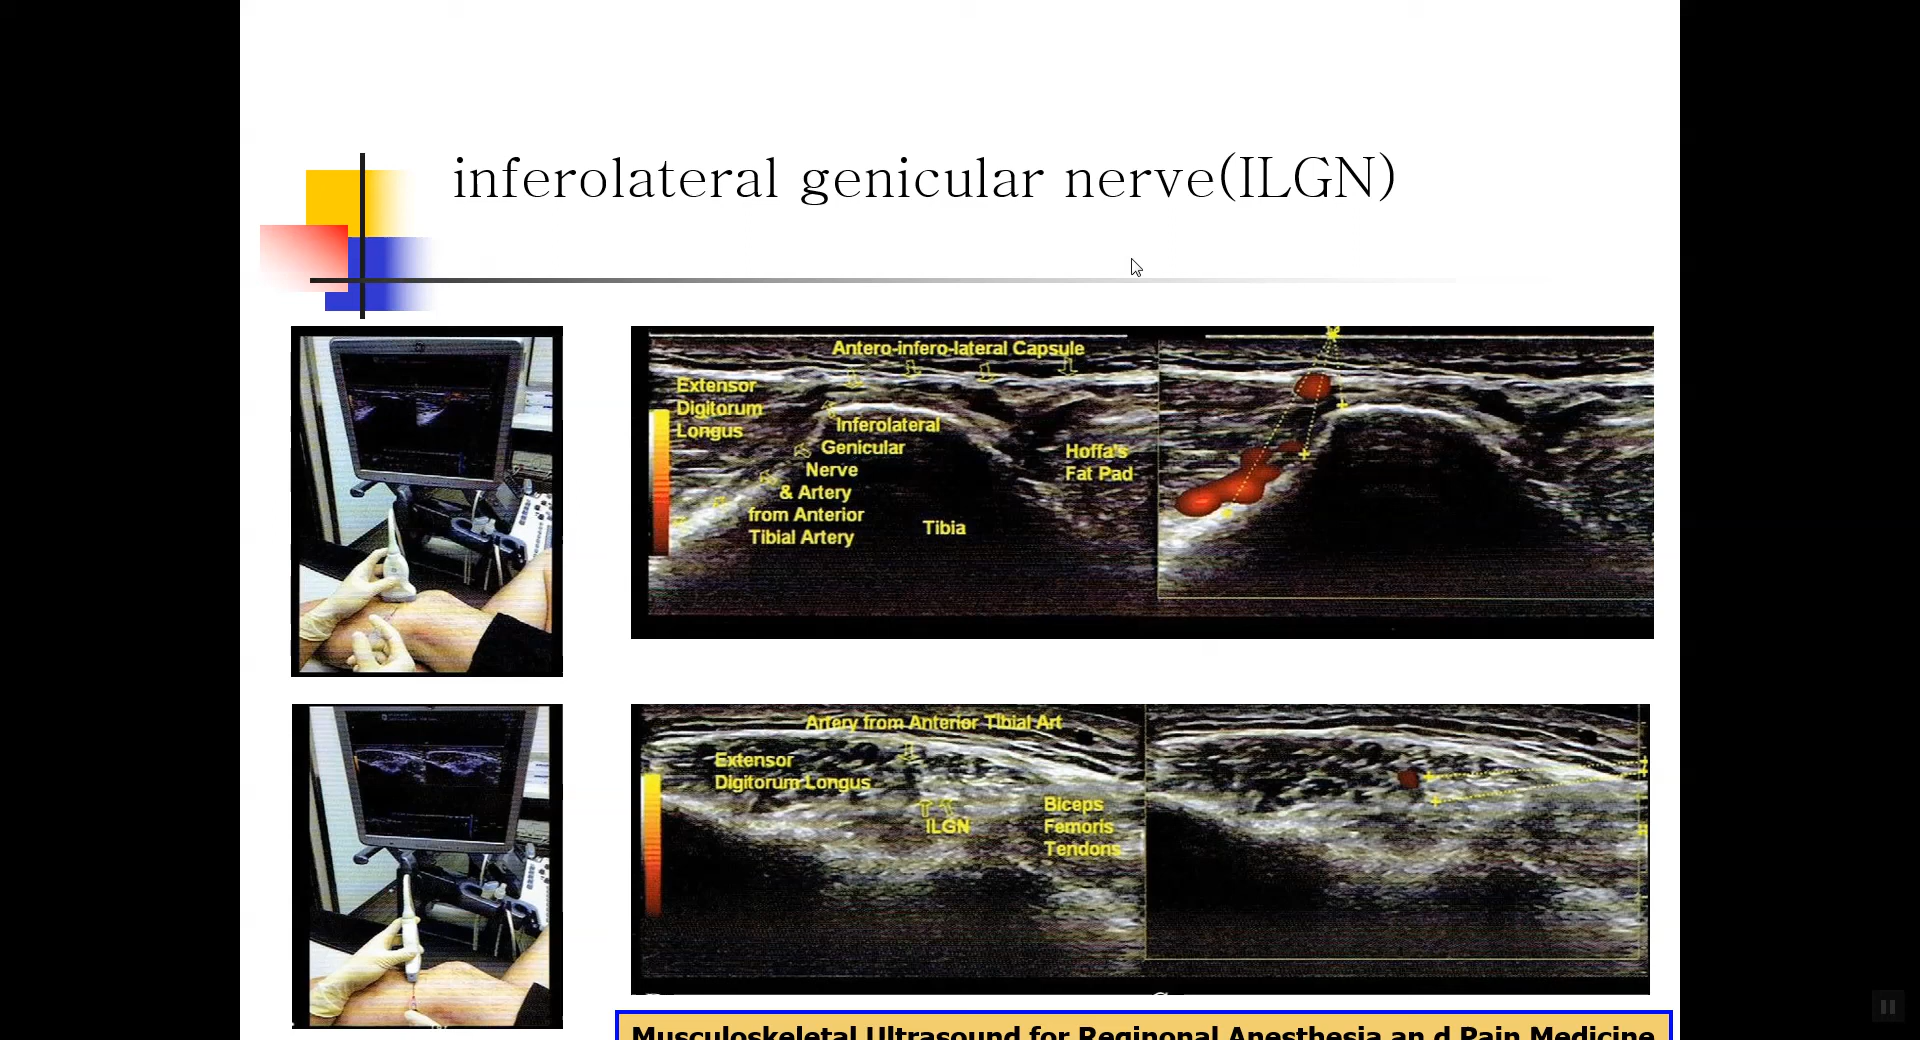 inferolateral genicular nerve(ILGN)
Antero-infero-lateral Capsule
Extensor
Digitorum
Longus
Inferolateral
Genicular
Nerve
& Artery
from Anterior
Tibial Artery
Tibia
Hoffa's
Fat Pad
Artery from Anterior Tibial Art
Extensor
Digitorum Longus
ILGN
Biceps
Femoris
Tendons
Musculoskeletal Ultrasound for Reginonal Anesthesia an d Pain Medicine